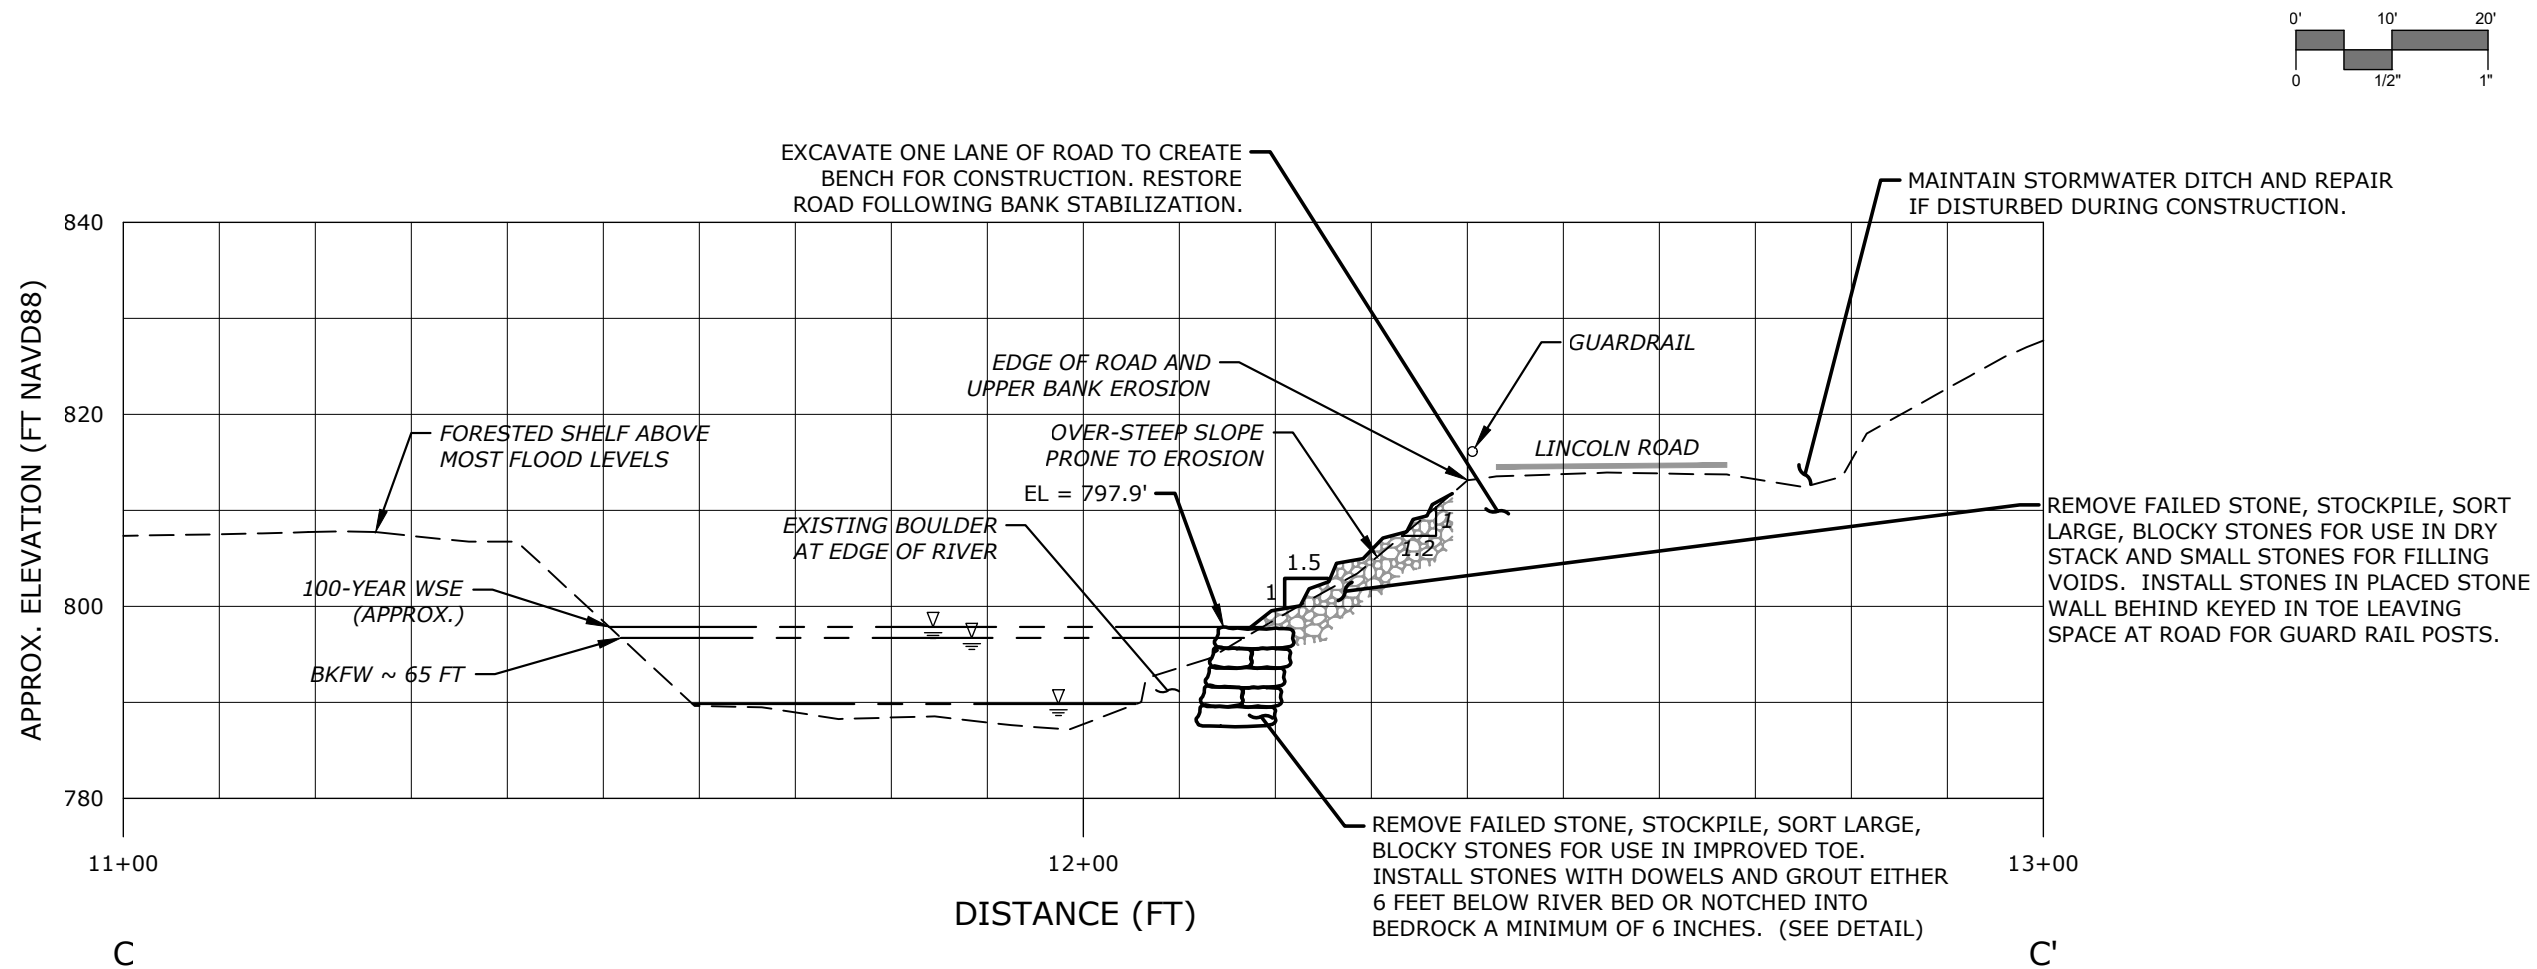 0' 10' 20'
0 1/2" 1"
EXCAVATE ONE LANE OF ROAD TO CREATE
BENCH FOR CONSTRUCTION. RESTORE
ROAD FOLLOWING BANK STABILIZATION.
MAINTAIN STORMWATER DITCH AND REPAIR
IF DISTURBED DURING CONSTRUCTION.
840
820
800
780
APPROX. ELEVATION (FT NAVD88)
GUARDRAIL
EDGE OF ROAD AND
UPPER BANK EROSION
FORESTED SHELF ABOVE
MOST FLOOD LEVELS
OVER-STEEP SLOPE
PRONE TO EROSION
LINCOLN ROAD
EL = 797.9'
EXISTING BOULDER
AT EDGE OF RIVER
1
1.2
1.5
1
100-YEAR WSE
(APPROX.)
BKFW ~ 65 FT
REMOVE FAILED STONE, STOCKPILE, SORT
LARGE, BLOCKY STONES FOR USE IN DRY
STACK AND SMALL STONES FOR FILLING
VOIDS. INSTALL STONES IN PLACED STONE
WALL BEHIND KEYED IN TOE LEAVING
SPACE AT ROAD FOR GUARD RAIL POSTS.
REMOVE FAILED STONE, STOCKPILE, SORT LARGE,
BLOCKY STONES FOR USE IN IMPROVED TOE.
INSTALL STONES WITH DOWELS AND GROUT EITHER
6 FEET BELOW RIVER BED OR NOTCHED INTO
BEDROCK A MINIMUM OF 6 INCHES. (SEE DETAIL)
11+00 12+00 13+00
DISTANCE (FT)
C C'